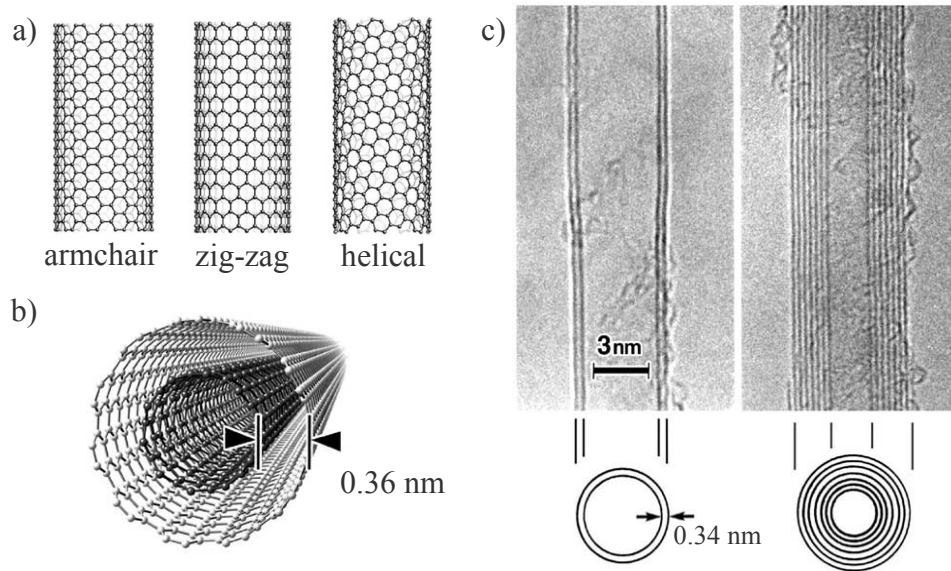 a)
armchair
zig-zag
helical
b)
0.36 nm
c)
3nm
0.34 nm